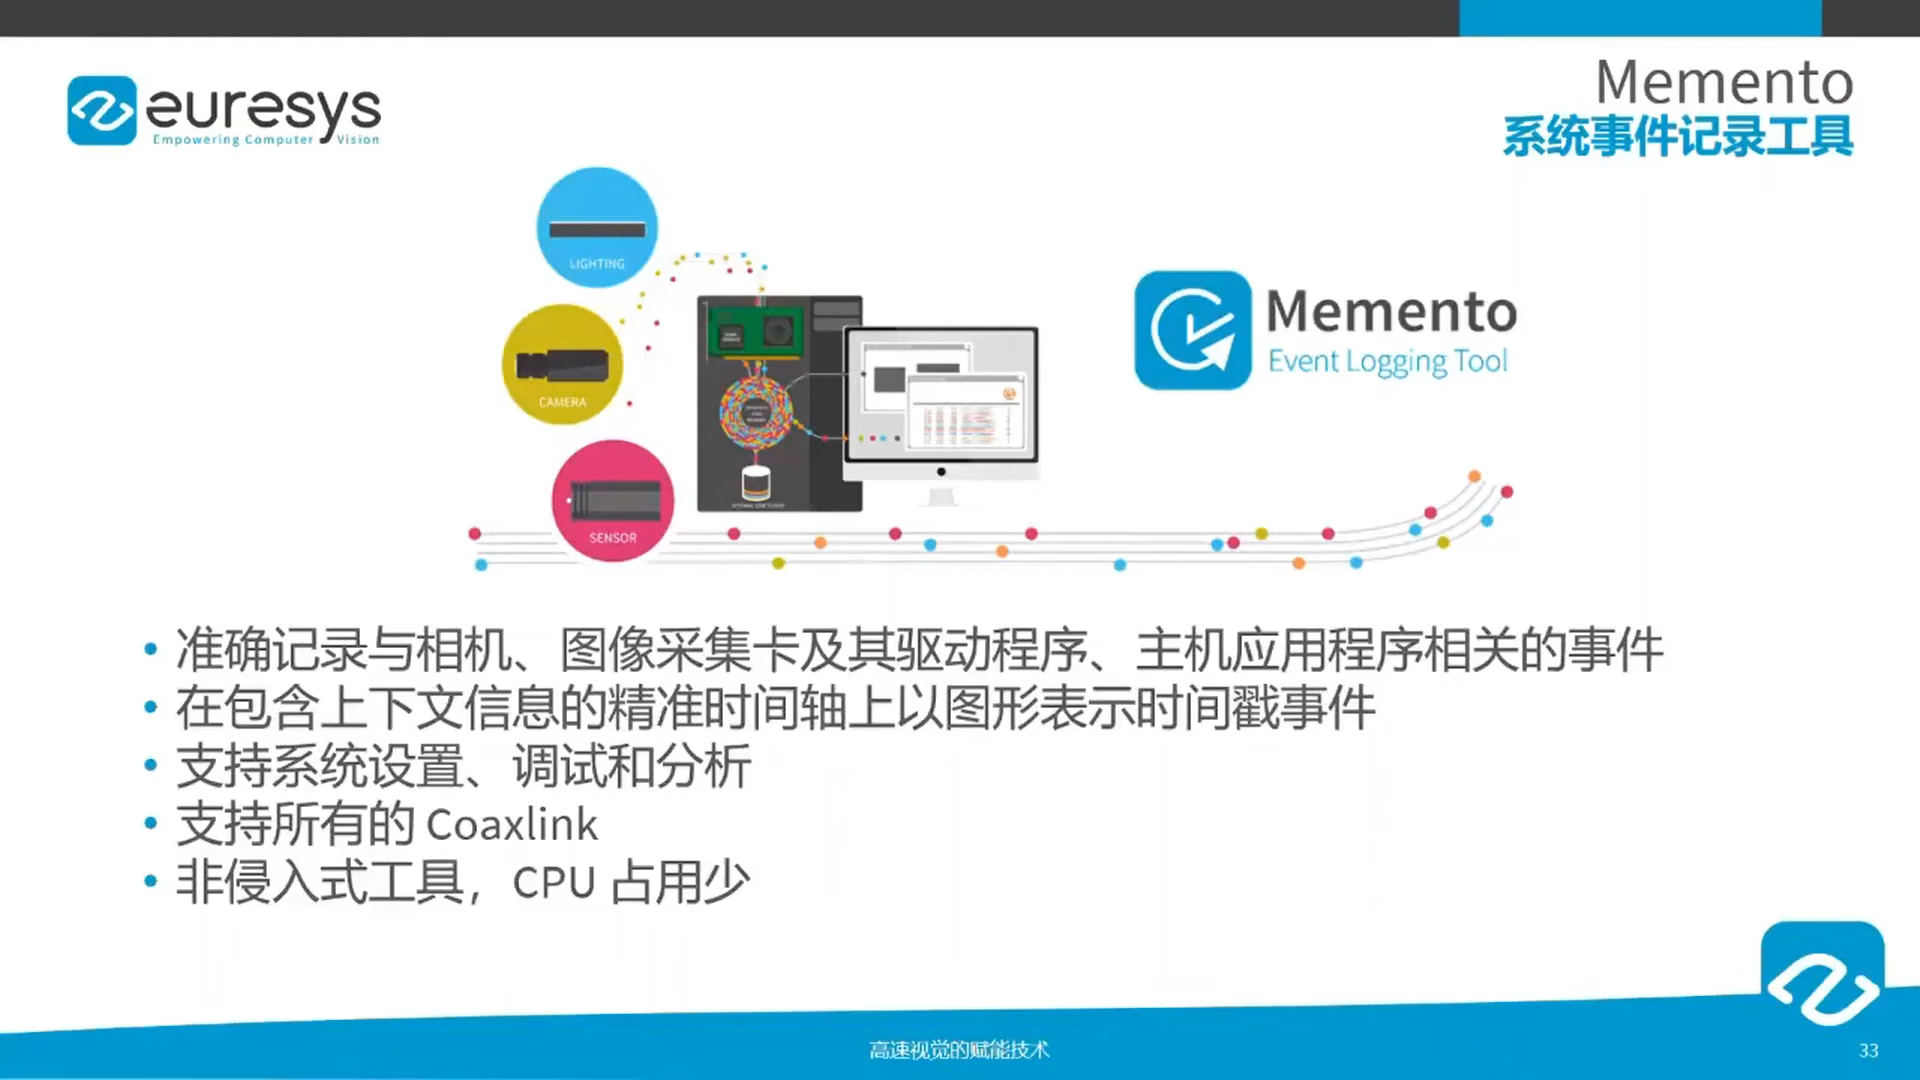 euresys
Empowering Computer Vision
Memento
系统事件记录工具
LIGHTING
CAMERA
SENSOR
Memento
Event Logging Tool
• 准确记录与相机、图像采集卡及其驱动程序、主机应用程序相关的事件
• 在包含上下文信息的精准时间轴上以图形表示时间戳事件
• 支持系统设置、调试和分析
• 支持所有的 Coaxlink
• 非侵入式工具，CPU 占用少
高速视觉的赋能技术
33